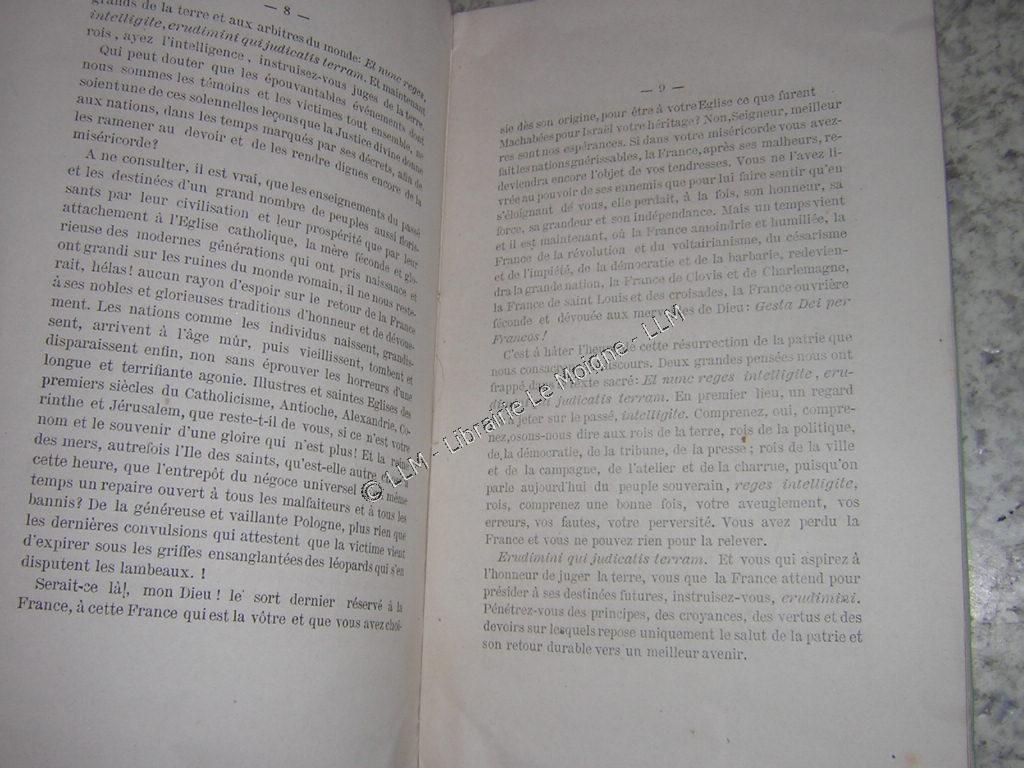 — 8 —
grands de la terre et aux arbitres du monde: Et nunc reges,
intelligite, erudimini qui judicatis terram. Et maintenant
rois, ayez l'intelligence, instruisez-vous juges de la terre.
Qui peut douter que les épouvantables événements dont
nous sommes les témoins et les victimes tout ensemble, ne
soient une de ces solennelles leçons que la Justice divine donne
aux nations, dans les temps marqués par ses décrets, afin de
les ramener au devoir et de les rendre dignes encore de la
miséricorde?
A ne consulter, il est vrai, que les enseignements du passé
et les destinées d'un grand nombre de peuples aussi floris-
sants par leur civilisation et leur prospérité que par leur
attachement à l'Eglise catholique, la mère féconde et glo-
rieuse des modernes générations qui ont pris naissance et
ont grandi sur les ruines du monde romain, il ne nous reste-
rait, hélas! aucun rayon d'espoir sur le retour de la France
à ses nobles et glorieuses traditions d'honneur et de dévoue-
ment. Les nations comme les individus naissent, grandis-
sent, arrivent à l'âge mûr, puis vieillissent, tombent et
disparaissent enfin, non sans éprouver les horreurs d'une
longue et terrifiante agonie. Illustres et saintes Eglises des
premiers siècles du Catholicisme, Antioche, Alexandrie, Co-
rinthe et Jérusalem, que reste-t-il de vous, si ce n'est votre
nom et le souvenir d'une gloire qui n'est plus! Et la reine
des mers, autrefois l'Ile des saints, qu'est-elle autre chose à
cette heure, que l'entrepôt du négoce universel et en même
temps un repaire ouvert à tous les malfaiteurs et à tous les
bannis? De la généreuse et vaillante Pologne, plus rien que
les dernières convulsions qui attestent que la victime vient
d'expirer sous les griffes ensanglantées des léopards qui s'en
disputent les lambeaux. !
Serait-ce là!, mon Dieu! le sort dernier réservé à la
France, à cette France qui est la vôtre et que vous avez choi-
— 9 —
sie dès son origine, pour être à votre Eglise ce que furent
Machabées pour Israël votre héritage? Non, Seigneur, meilleur
res sont nos espérances. Si dans votre miséricorde vous avez-
fait les nations guérissables, la France, après ses malheurs, re-
deviendra encore l'objet de vos tendresses. Vous ne l'avez li-
vrée au pouvoir de ses ennemis que pour lui faire sentir qu'en
s'éloignant de vous, elle perdait, à la fois, son honneur, sa
force, sa grandeur et son indépendance. Mais un temps vient
et il est maintenant, où la France amoindrie et humiliée, la
France de la révolution et du voltairianisme, du césarisme
et de l'impiété, de la démocratie et de la barbarie, redevien-
dra la grande nation, la France de Clovis et de Charlemagne,
la France de saint Louis et des croisades, la France ouvrière
féconde et dévouée aux merveilles de Dieu: Gesta Dei per
Francos!
C'est à hâter l'heure de cette résurrection de la patrie que
nous consacrons ce discours. Deux grandes pensées nous ont
frappé dans le texte sacré: Et nunc reges intelligite, eru-
dimini qui judicatis terram. En premier lieu, un regard
à jeter sur le passé, intelligite. Comprenez, oui, compre-
nez, osons-nous dire aux rois de la terre, rois de la politique,
de la démocratie, de la tribune, de la presse; rois de la ville
et de la campagne, de l'atelier et de la charrue, puisqu'on
parle aujourd'hui du peuple souverain, reges intelligite,
rois, comprenez une bonne fois, votre aveuglement, vos
erreurs, vos fautes, votre perversité. Vous avez perdu la
France et vous ne pouvez rien pour la relever.
Erudimini qui judicatis terram. Et vous qui aspirez à
l'honneur de juger la terre, vous que la France attend pour
présider à ses destinées futures, instruisez-vous, erudimini.
Pénétrez-vous des principes, des croyances, des vertus et des
devoirs sur lesquels repose uniquement le salut de la patrie et
son retour durable vers un meilleur avenir.
© LLM - Librairie Le Moigne - LLM